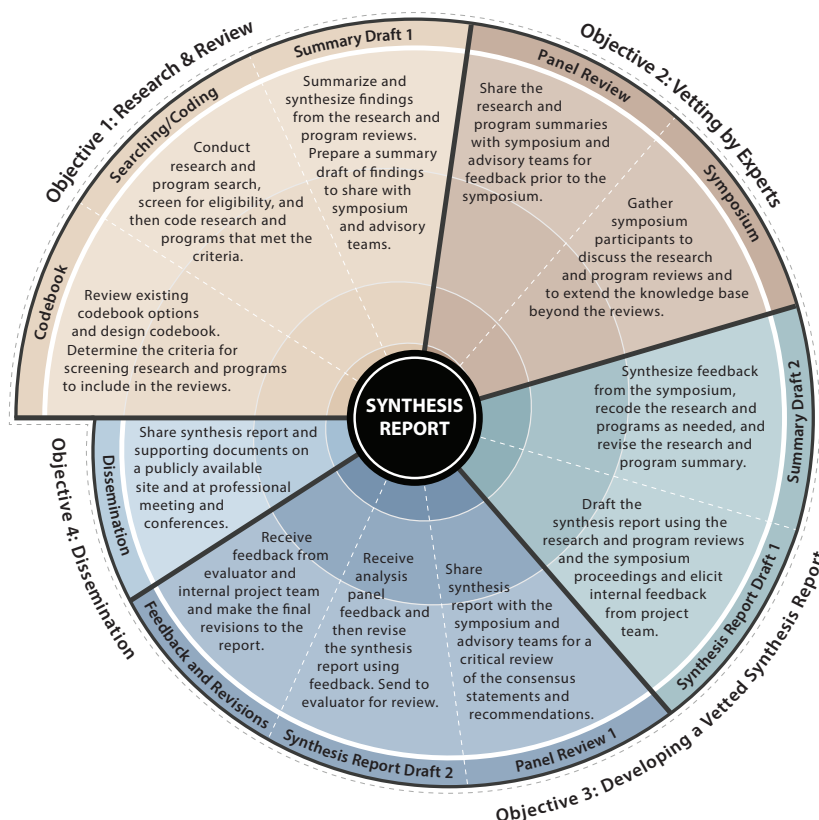 Objective 1: Research & Review
Codebook
Review existing
codebook options
and design codebook.
Determine the criteria for
screening research and programs
to include in the reviews.
Searching/Coding
Conduct
research and
program search,
screen for eligibility, and
then code research and
programs that met the
criteria.
Summary Draft 1
Summarize and
synthesize findings
from the research and
program reviews.
Prepare a summary
draft of findings
to share with
symposium
and advisory
teams.
Objective 2: Vetting by Experts
Panel Review
Share the
research and
program summaries
with symposium and
advisory teams for
feedback prior to the
symposium.
Symposium
Gather
symposium
participants to
discuss the research
and program reviews and
to extend the knowledge base
beyond the reviews.
Objective 3: Developing a Vetted Synthesis Report
Summary Draft 2
Synthesize feedback
from the symposium,
recode the research and
programs as needed, and
revise the research and
program summary.
Synthesis Report Draft 1
Draft the
synthesis report using the
research and program reviews
and the symposium
proceedings and elicit
internal feedback
from project
team.
Panel Review 1
Share
synthesis
report with the
symposium and
advisory teams for a
critical review
of the consensus
statements and
recommendations.
Synthesis Report Draft 2
Receive
analysis
panel
feedback and
then revise
the synthesis
report using
feedback. Send to
evaluator for review.
Feedback and Revisions
Receive
feedback from
evaluator and
internal project team
and make the final
revisions to the
report.
Objective 4: Dissemination
Dissemination
Share synthesis report and
supporting documents on
a publicly available
site and at professional
meeting and
conferences.
SYNTHESIS
REPORT